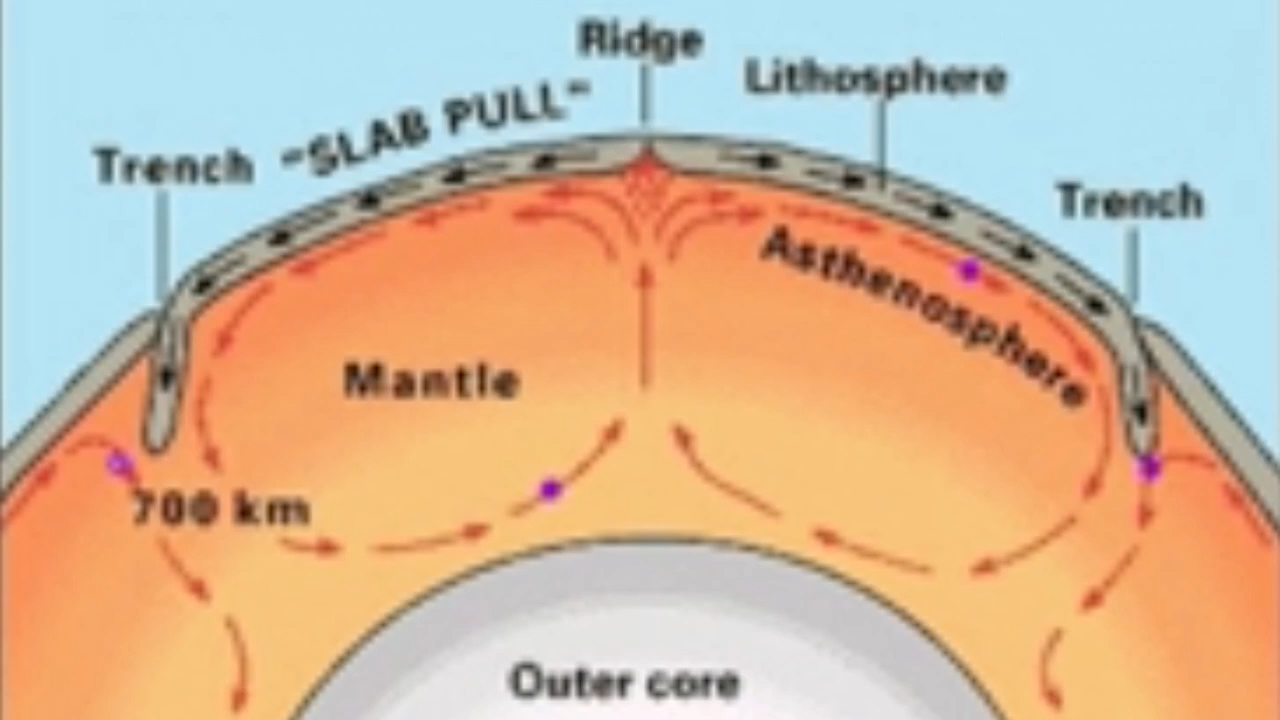 Ridge
Lithosphere
"SLAB PULL"
Trench
Trench
Asthenosphere
Mantle
700 km
Outer core